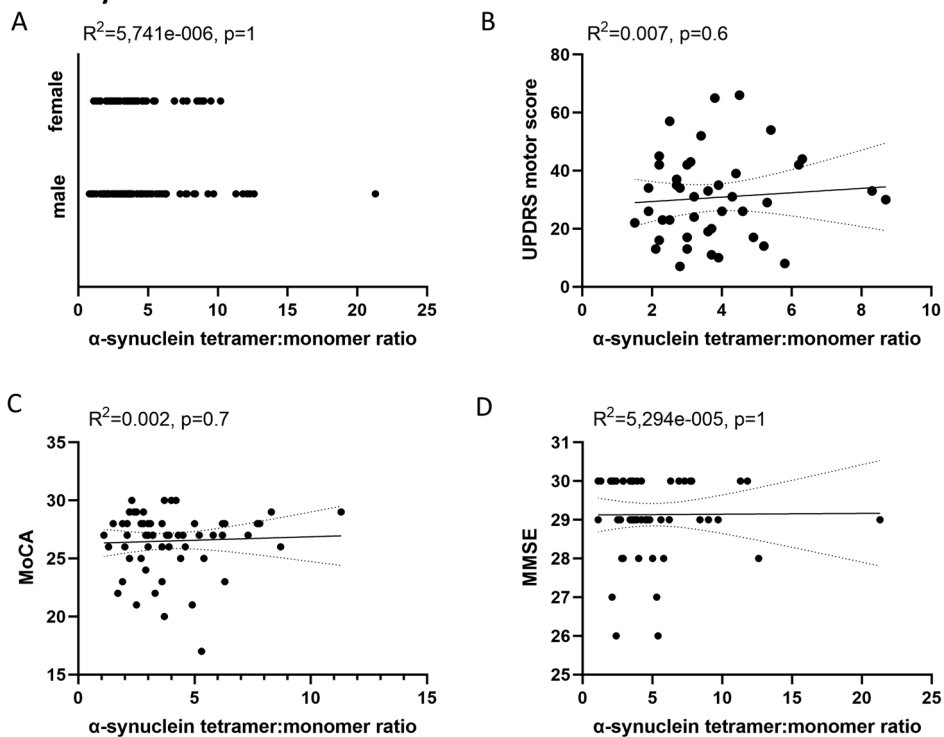 A
R²=5,741e-006, p=1
female
male
0 5 10 15 20 25
α-synuclein tetramer:monomer ratio
B
R²=0.007, p=0.6
UPDRS motor score
80
60
40
20
0
0 2 4 6 8 10
α-synuclein tetramer:monomer ratio
C
R²=0.002, p=0.7
MoCA
35
30
25
20
15
0 5 10 15
α-synuclein tetramer:monomer ratio
D
R²=5,294e-005, p=1
MMSE
31
30
29
28
27
26
25
0 5 10 15 20 25
α-synuclein tetramer:monomer ratio